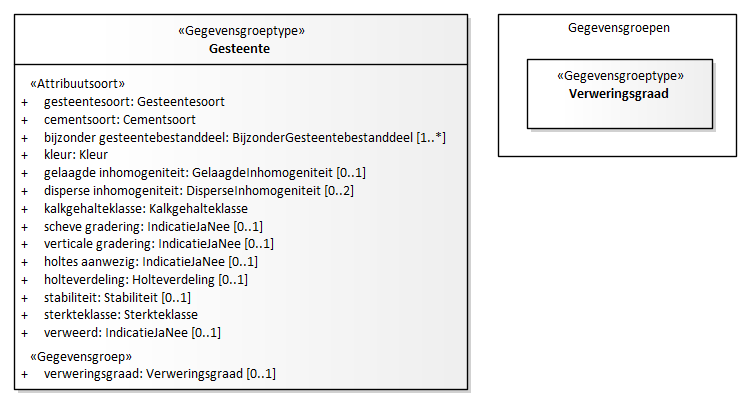 «Gegevensgroeptype»
Gesteente
«Attribuutsoort»
+ gesteentesoort: Gesteentesoort
+ cementsoort: Cementsoort
+ bijzonder gesteentebestanddeel: BijzonderGesteentebestanddeel [1..*]
+ kleur: Kleur
+ gelaagde inhomogeniteit: GelaagdeInhomogeniteit [0..1]
+ disperse inhomogeniteit: DisperseInhomogeniteit [0..2]
+ kalkgehalteklasse: Kalkgehalteklasse
+ scheve gradering: IndicatieJaNee [0..1]
+ verticale gradering: IndicatieJaNee [0..1]
+ holtes aanwezig: IndicatieJaNee [0..1]
+ holteverdeling: Holteverdeling [0..1]
+ stabiliteit: Stabiliteit [0..1]
+ sterkteklasse: Sterkteklasse
+ verweerd: IndicatieJaNee [0..1]
«Gegevensgroep»
+ verweringsgraad: Verweringsgraad [0..1]
Gegevensgroepen
«Gegevensgroeptype»
Verweringsgraad